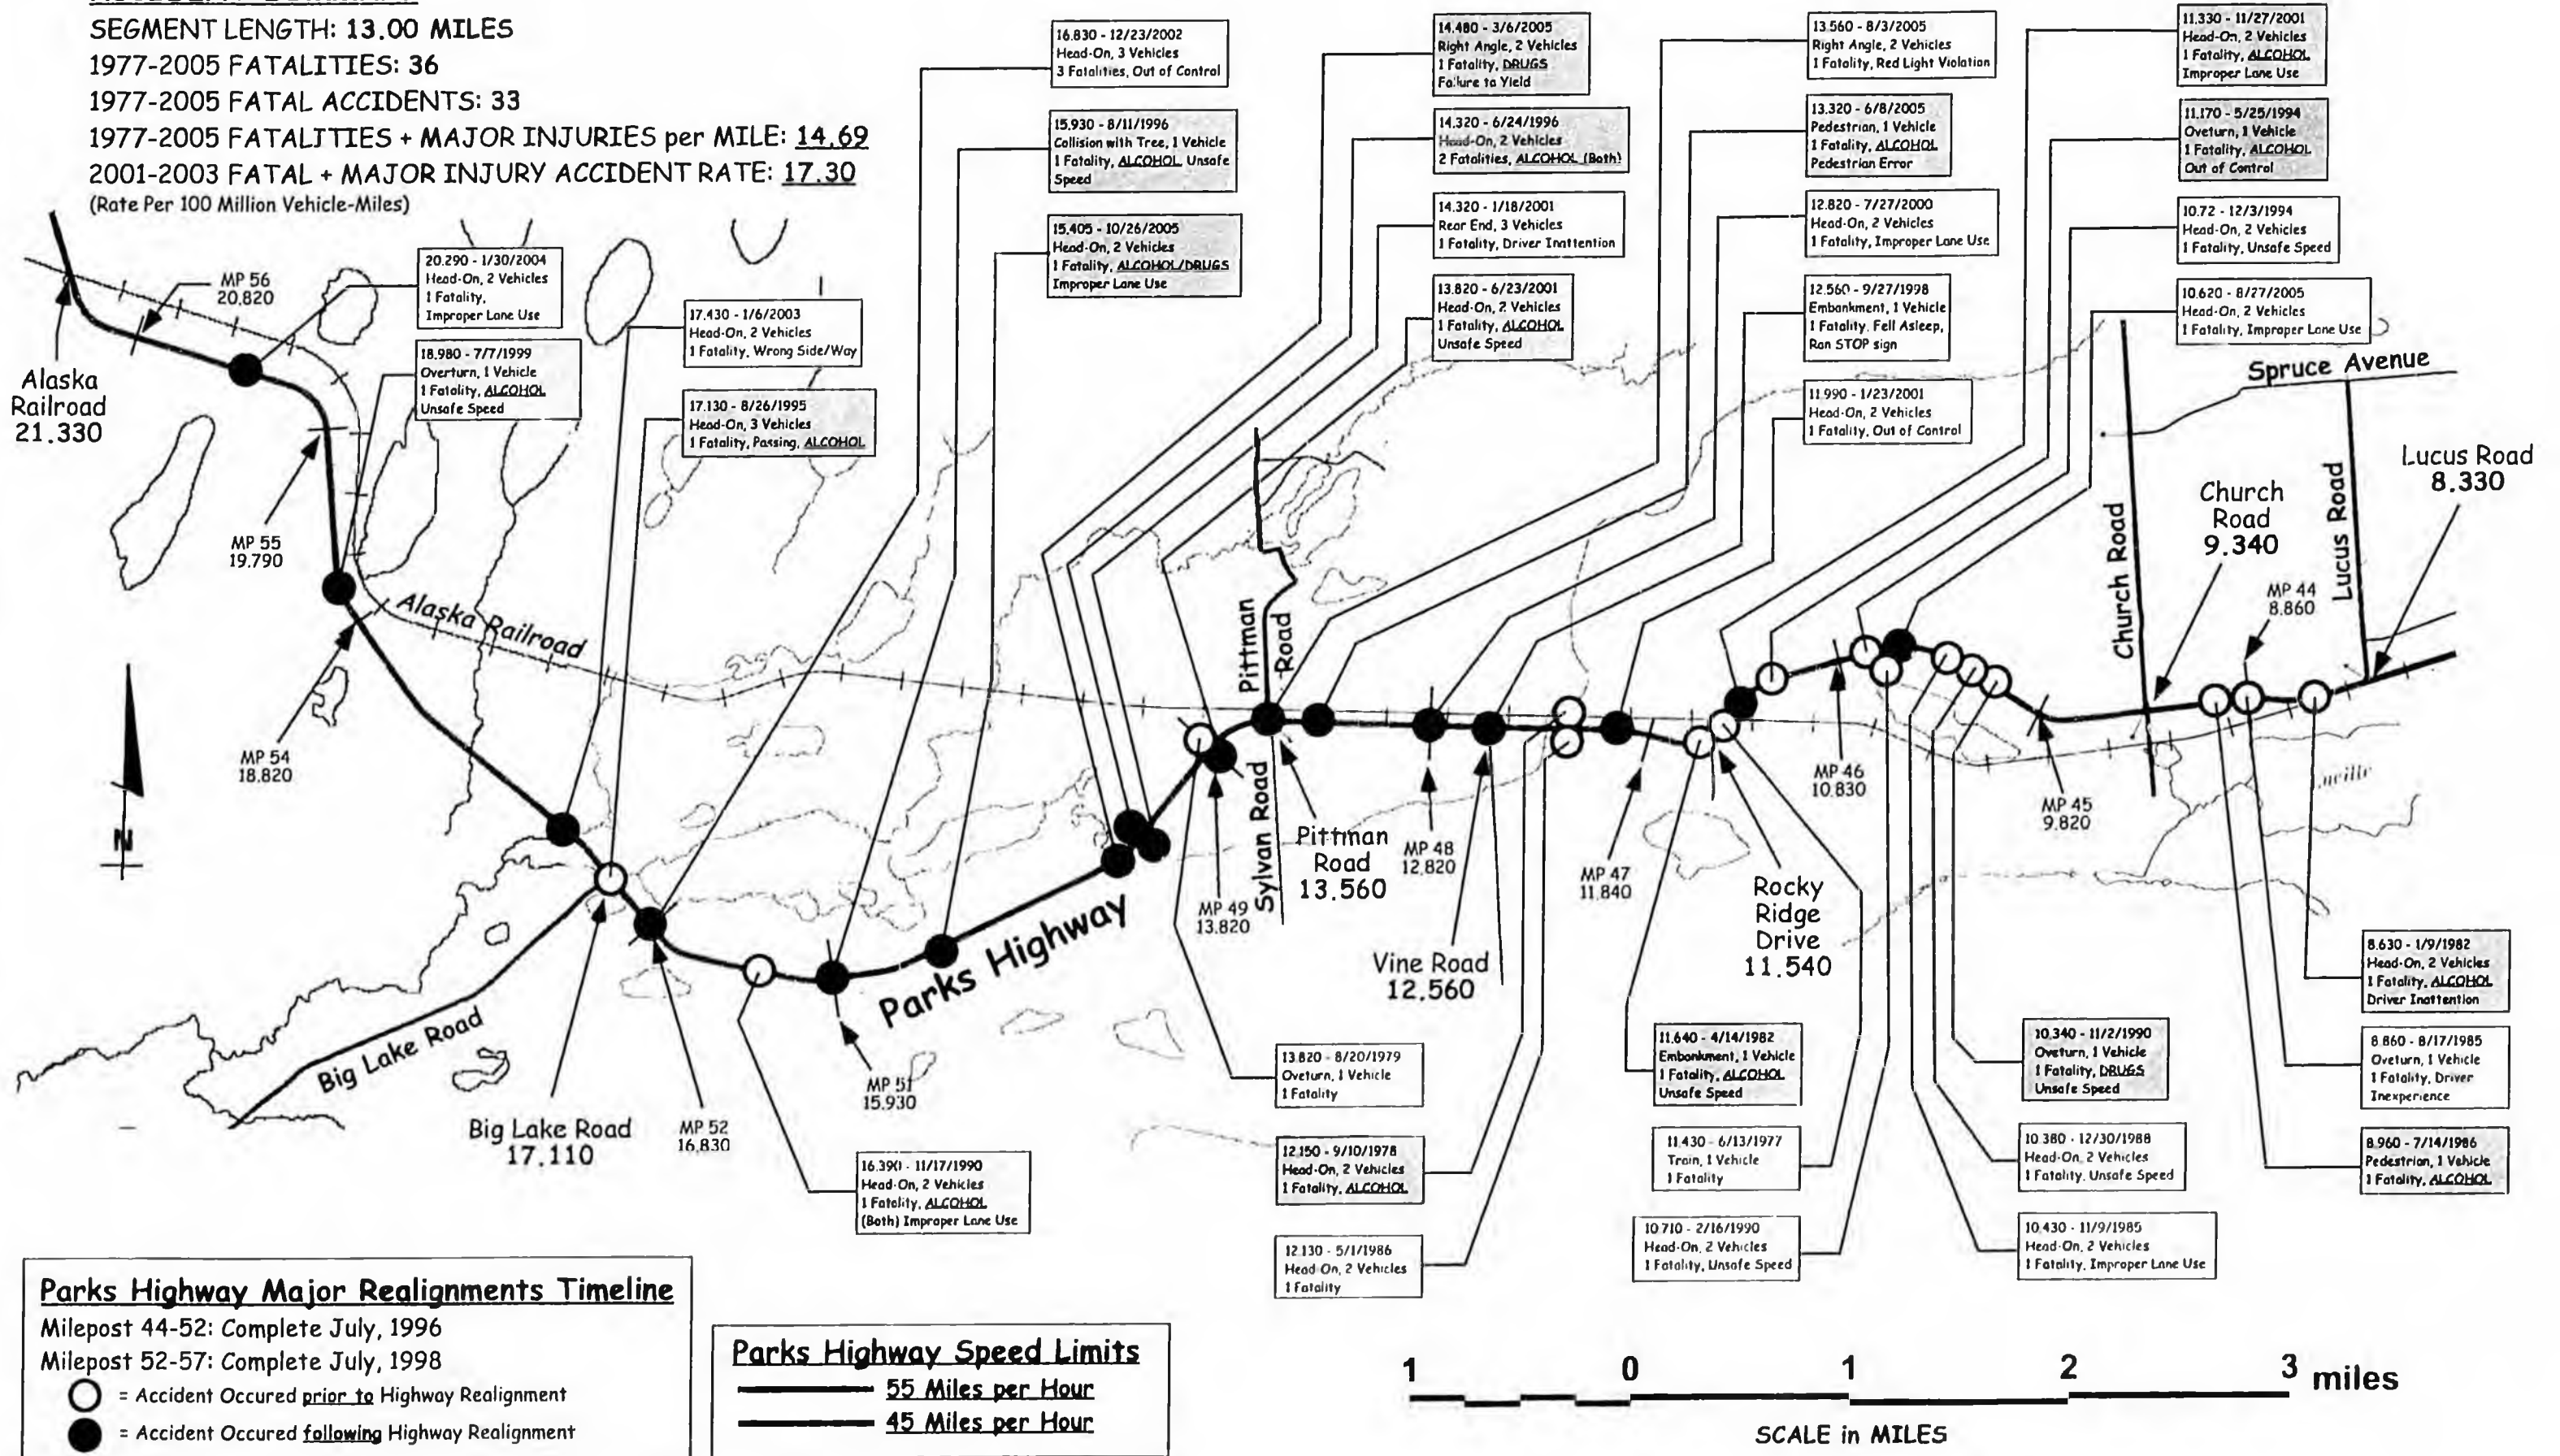 SEGMENT LENGTH: 13.00 MILES
1977-2005 FATALITIES: 36
1977-2005 FATAL ACCIDENTS: 33
1977-2005 FATALITIES + MAJOR INJURIES per MILE: 14.69
2001-2003 FATAL + MAJOR INJURY ACCIDENT RATE: 17.30
(Rate Per 100 Million Vehicle-Miles)
16.830 - 12/23/2002
Head-On, 3 Vehicles
3 Fatalities, Out of Control
15.930 - 8/11/1996
Collision with Tree, 1 Vehicle
1 Fatality, ALCOHOL Unsafe
Speed
15.405 - 10/26/2005
Head-On, 2 Vehicles
1 Fatality, ALCOHOL/DRUGS
Improper Lane Use
14.480 - 3/6/2005
Right Angle, 2 Vehicles
1 Fatality, DRUGS
Failure to Yield
14.320 - 6/24/1996
Head-On, 2 Vehicles
2 Fatalities, ALCOHOL (Both)
14.320 - 1/18/2001
Rear End, 3 Vehicles
1 Fatality, Driver Inattention
13.820 - 6/23/2001
Head-On, 2 Vehicles
1 Fatality, ALCOHOL
Unsafe Speed
13.560 - 8/3/2005
Right Angle, 2 Vehicles
1 Fatality, Red Light Violation
13.320 - 6/8/2005
Pedestrian, 1 Vehicle
1 Fatality, ALCOHOL
Pedestrian Error
12.820 - 7/27/2000
Head-On, 2 Vehicles
1 Fatality, Improper Lane Use
12.560 - 9/27/1998
Embankment, 1 Vehicle
1 Fatality, Fell Asleep,
Ran STOP sign
11.990 - 1/23/2001
Head-On, 2 Vehicles
1 Fatality, Out of Control
11.330 - 11/27/2001
Head-On, 2 Vehicles
1 Fatality, ALCOHOL
Improper Lane Use
11.170 - 5/25/1994
Oveturn, 1 Vehicle
1 Fatality, ALCOHOL
Out of Control
10.72 - 12/3/1994
Head-On, 2 Vehicles
1 Fatality, Unsafe Speed
10.620 - 8/27/2005
Head-On, 2 Vehicles
1 Fatality, Improper Lane Use
20.290 - 1/30/2004
Head-On, 2 Vehicles
1 Fatality,
Improper Lane Use
18.980 - 7/7/1999
Overturn, 1 Vehicle
1 Fatality, ALCOHOL
Unsafe Speed
17.430 - 1/6/2003
Head-On, 2 Vehicles
1 Fatality, Wrong Side/Way
17.130 - 8/26/1995
Head-On, 3 Vehicles
1 Fatality, Passing, ALCOHOL
MP 56
20.820
Alaska
Railroad
21.330
MP 55
19.790
Alaska Railroad
MP 54
18.820
N
Pittman
Road
Spruce Avenue
Church Road
Lucus Road
Church
Road
9.340
Lucus Road
8.330
MP 44
8.860
Big Lake Road
Big Lake Road
17.110
MP 52
16.830
MP 51
15.930
Parks Highway
MP 49
13.820
Sylvan Road
Pittman
Road
13.560
MP 48
12.820
Vine Road
12.560
MP 47
11.840
Rocky
Ridge
Drive
11.540
MP 46
10.830
MP 45
9.820
16.390 - 11/17/1990
Head-On, 2 Vehicles
1 Fatality, ALCOHOL
(Both) Improper Lane Use
13.820 - 8/20/1979
Oveturn, 1 Vehicle
1 Fatality
12.150 - 9/10/1978
Head-On, 2 Vehicles
1 Fatality, ALCOHOL
12.130 - 5/1/1986
Head On, 2 Vehicles
1 Fatality
11.640 - 4/14/1982
Embankment, 1 Vehicle
1 Fatality, ALCOHOL
Unsafe Speed
11.430 - 6/13/1977
Train, 1 Vehicle
1 Fatality
10.710 - 2/16/1990
Head-On, 2 Vehicles
1 Fatality, Unsafe Speed
10.340 - 11/2/1990
Oveturn, 1 Vehicle
1 Fatality, DRUGS
Unsafe Speed
10.380 - 12/30/1988
Head-On, 2 Vehicles
1 Fatality, Unsafe Speed
10.430 - 11/9/1985
Head-On, 2 Vehicles
1 Fatality, Improper Lane Use
8.630 - 1/9/1982
Head-On, 2 Vehicles
1 Fatality, ALCOHOL
Driver Inattention
8.860 - 8/17/1985
Oveturn, 1 Vehicle
1 Fatality, Driver
Inexperience
8.960 - 7/14/1986
Pedestrian, 1 Vehicle
1 Fatality, ALCOHOL
Parks Highway Major Realignments Timeline
Milepost 44-52: Complete July, 1996
Milepost 52-57: Complete July, 1998
= Accident Occured prior to Highway Realignment
= Accident Occured following Highway Realignment
Parks Highway Speed Limits
55 Miles per Hour
45 Miles per Hour
1 0 1 2 3 miles
SCALE in MILES